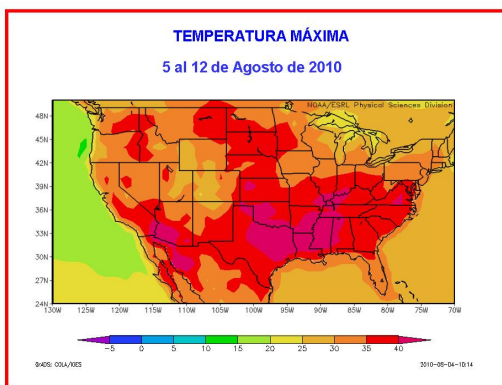 TEMPERATURA MÁXIMA
5 al 12 de Agosto de 2010
NOAA/ESRL Physical Sciences Division
48N
45N
42N
39N
36N
33N
30N
27N
24N
130W 125W 120W 115W 110W 105W 100W 95W 90W 85W 80W 75W 70W
-5 0 5 10 15 20 25 30 35 40
GrADS: COLA/IGES 2010-08-04-10:14